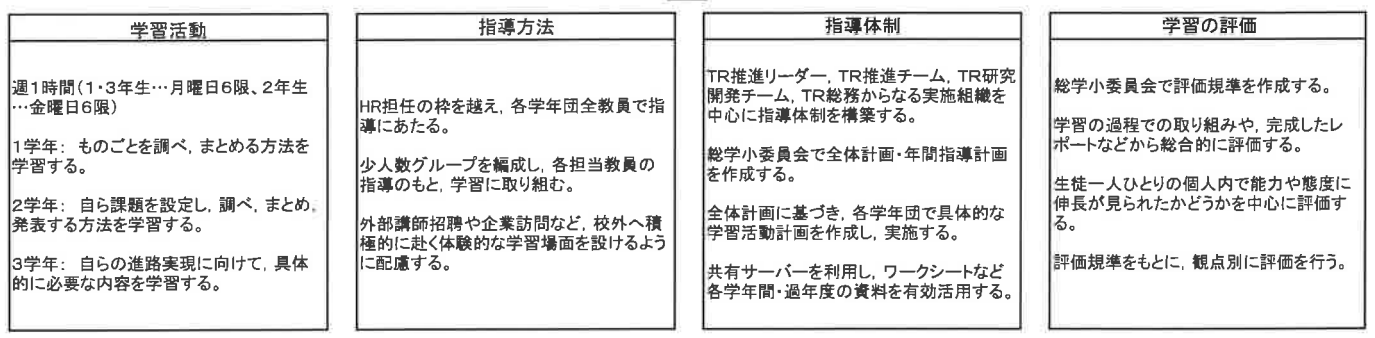 学習活動
週1時間(1・3年生…月曜日6限、2年生
…金曜日6限)
1学年: ものごとを調べ, まとめる方法を
学習する。
2学年: 自ら課題を設定し, 調べ, まとめ,
発表する方法を学習する。
3学年: 自らの進路実現に向けて, 具体
的に必要な内容を学習する。
指導方法
HR担任の枠を越え, 各学年団全教員で指
導にあたる。
少人数グループを編成し, 各担当教員の
指導のもと, 学習に取り組む。
外部講師招聘や企業訪問など, 校外へ積
極的に赴く体験的な学習場面を設けるよう
に配慮する。
指導体制
TR推進リーダー, TR推進チーム, TR研究
開発チーム, TR総務からなる実施組織を
中心に指導体制を構築する。
総学小委員会で全体計画・年間指導計画
を作成する。
全体計画に基づき, 各学年団で具体的な
学習活動計画を作成し, 実施する。
共有サーバーを利用し, ワークシートなど
各学年間・過年度の資料を有効活用する。
学習の評価
総学小委員会で評価規準を作成する。
学習の過程での取り組みや, 完成したレ
ポートなどから総合的に評価する。
生徒一人ひとりの個人内で能力や態度に
伸長が見られたかどうかを中心に評価す
る。
評価規準をもとに, 観点別に評価を行う。